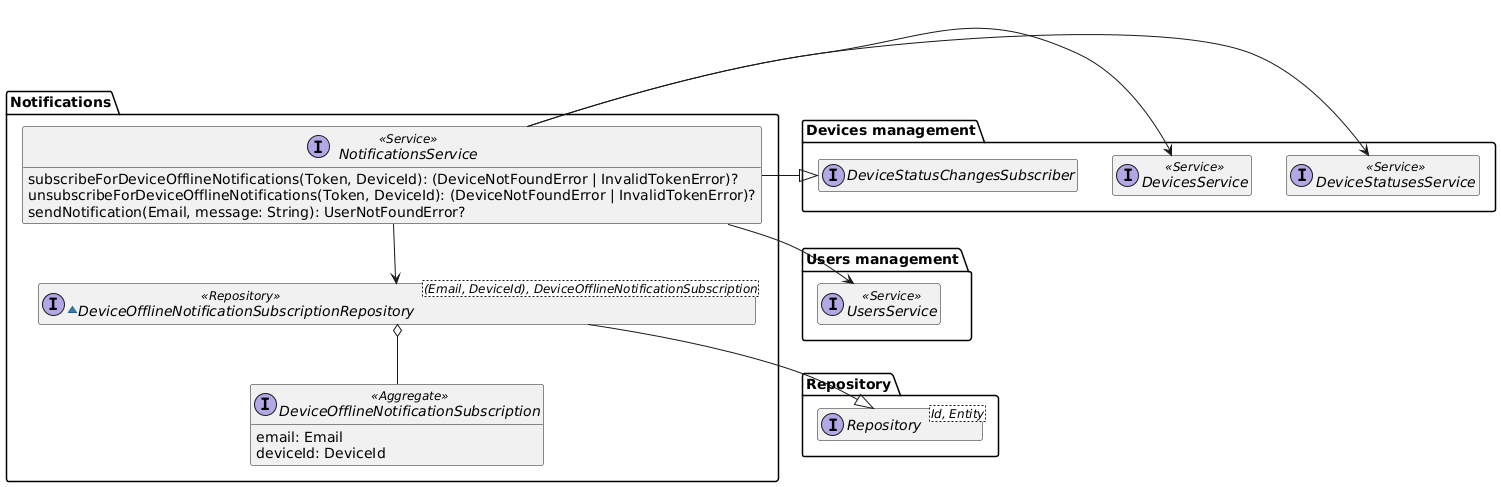 Notifications
«Service»
NotificationsService
subscribeForDeviceOfflineNotifications(Token, DeviceId): (DeviceNotFoundError | InvalidTokenError)?
unsubscribeForDeviceOfflineNotifications(Token, DeviceId): (DeviceNotFoundError | InvalidTokenError)?
sendNotification(Email, message: String): UserNotFoundError?
Devices management
DeviceStatusChangesSubscriber
«Service»
DevicesService
«Service»
DeviceStatusesService
Users management
«Service»
UsersService
«Repository»
DeviceOfflineNotificationSubscriptionRepository
(Email, DeviceId), DeviceOfflineNotificationSubscription
Repository
Repository
Id, Entity
«Aggregate»
DeviceOfflineNotificationSubscription
email: Email
deviceId: DeviceId